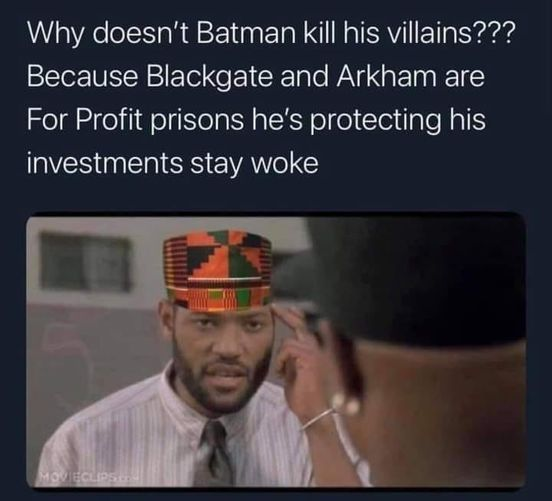 Why doesn’t Batman kill his villains???
Because Blackgate and Arkham are
For Profit prisons he’s protecting his
investments stay woke
MOVIECLIPS.com